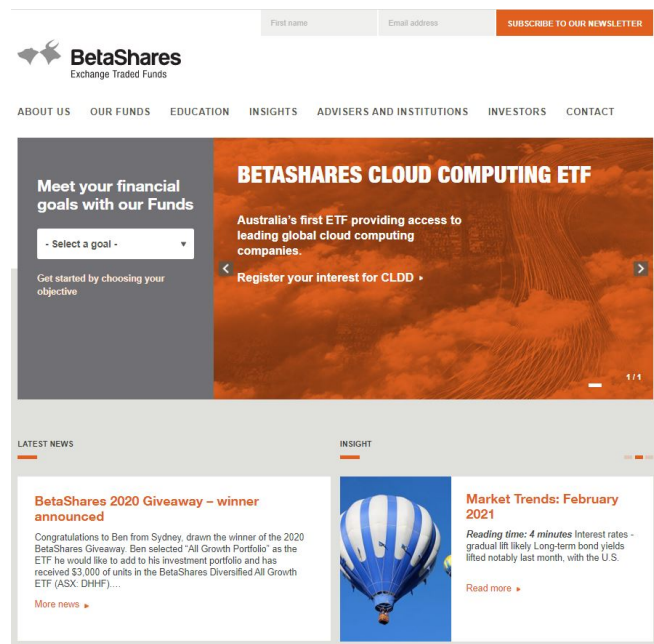 First name
Email address
SUBSCRIBE TO OUR NEWSLETTER
BetaShares
Exchange Traded Funds
ABOUT US
OUR FUNDS
EDUCATION
INSIGHTS
ADVISERS AND INSTITUTIONS
INVESTORS
CONTACT
Meet your financial
goals with our Funds
- Select a goal -
Get started by choosing your
objective
BETASHARES CLOUD COMPUTING ETF
Australia's first ETF providing access to
leading global cloud computing
companies.
Register your interest for CLDD
1 / 1
LATEST NEWS
BetaShares 2020 Giveaway – winner
announced
Congratulations to Ben from Sydney, drawn the winner of the 2020
BetaShares Giveaway. Ben selected “All Growth Portfolio” as the
ETF he would like to add to his investment portfolio and has
received $3,000 of units in the BetaShares Diversified All Growth
ETF (ASX: DHHF)....
More news
INSIGHT
Market Trends: February
2021
Reading time: 4 minutes Interest rates -
gradual lift likely Long-term bond yields
lifted notably last month, with the U.S.
Read more